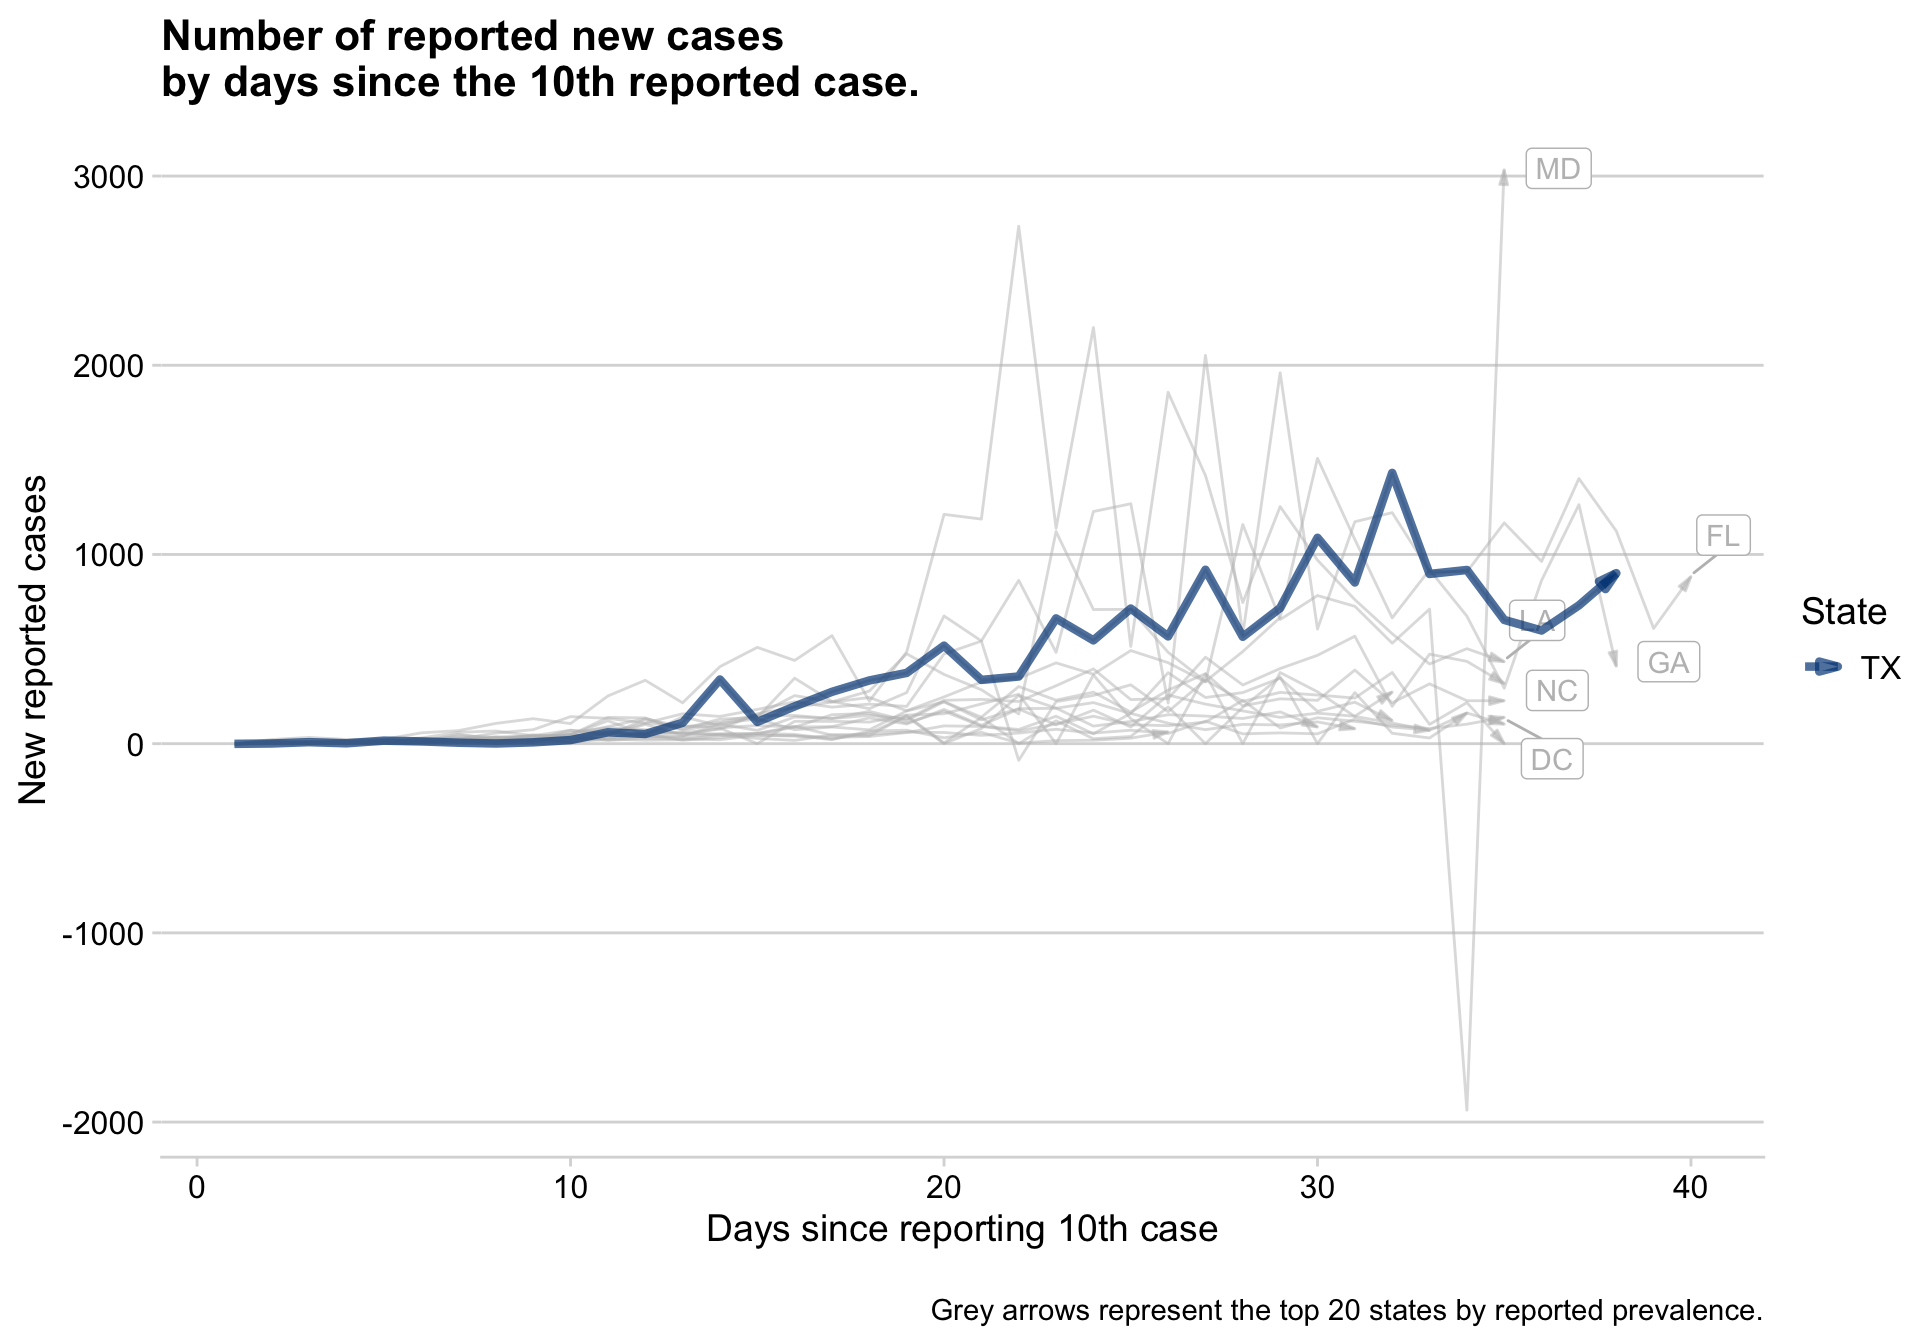 Number of reported new cases
by days since the 10th reported case.
New reported cases
3000
2000
1000
0
-1000
-2000
MD
FL
LA
GA
NC
DC
State
TX
0 10 20 30 40
Days since reporting 10th case
Grey arrows represent the top 20 states by reported prevalence.